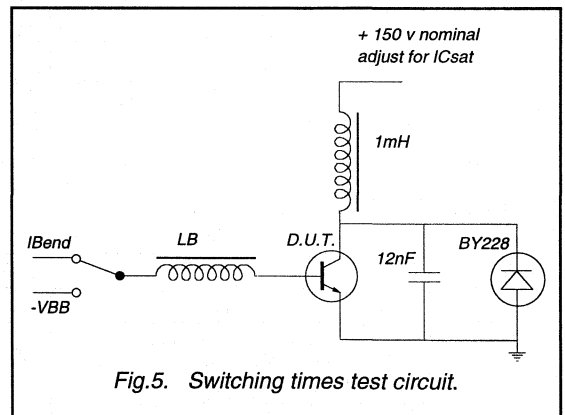 + 150 v nominal
adjust for ICsat
1mH
IBend
LB
D.U.T.
12nF
BY228
-VBB
Fig.5. Switching times test circuit.